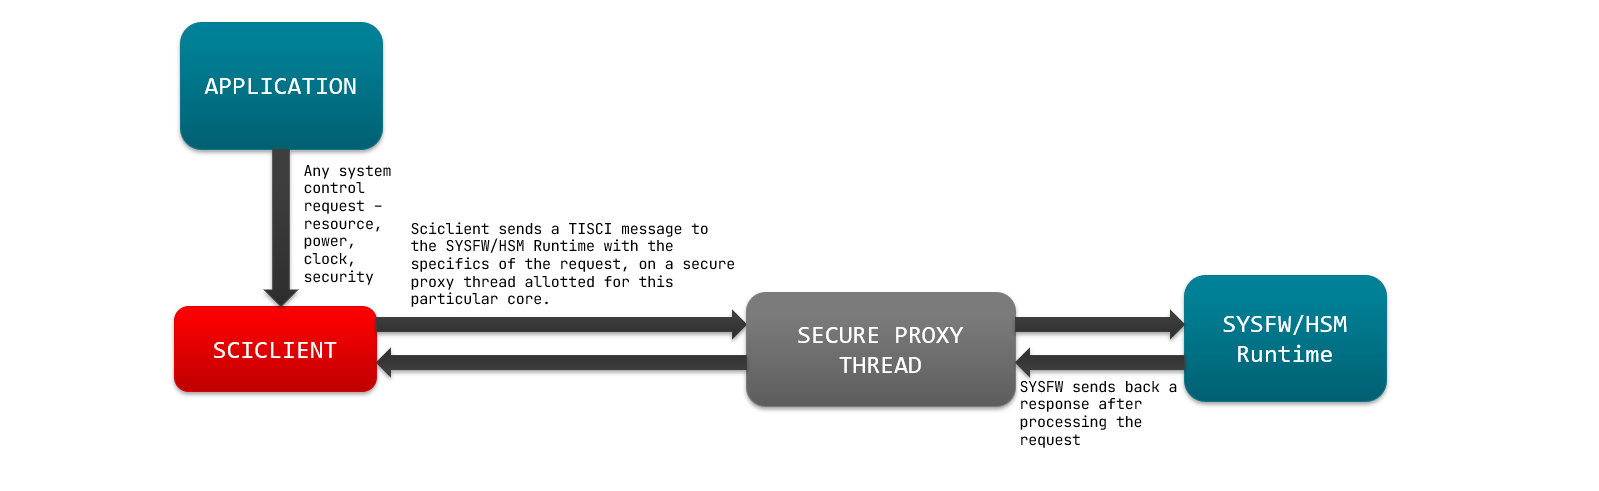 APPLICATION
Any system
control
request –
resource,
power,
clock,
security
Sciclient sends a TISCI message to
the SYSFW/HSM Runtime with the
specifics of the request, on a secure
proxy thread allotted for this
particular core.
SCICLIENT
SECURE PROXY
THREAD
SYSFW/HSM
Runtime
SYSFW sends back a
response after
processing the
request